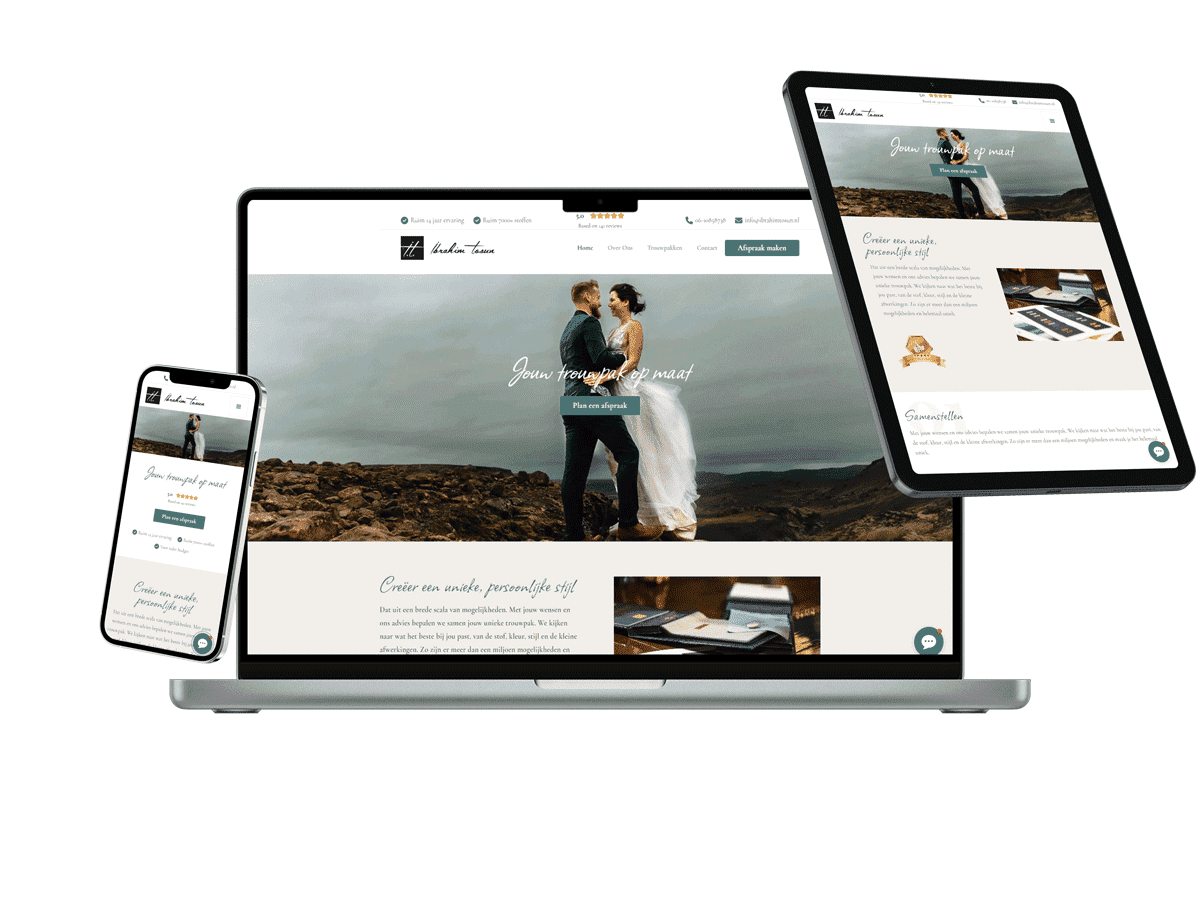 Ruim 14 jaar ervaring
Ruim 7000+ stoffen
5.0
Based on 141 reviews
06-20658738
info@ibrahimtosun.nl
H.
Ibrahim tosun
Home
Over Ons
Trouwpakken
Contact
Afspraak maken
Jouw trouwpak op maat
Plan een afspraak
Creëer een unieke, persoonlijke stijl
Dat uit een brede scala van mogelijkheden. Met jouw wensen en
ons advies bepalen we samen jouw unieke trouwpak. We kijken
naar wat het beste bij jou past, van de stof, kleur, stijl en de kleine
afwerkingen. Zo zijn er meer dan een miljoen mogelijkheden en
Ibrahim tosun
Jouw trouwpak op maat
5.0
Plan een afspraak
Ruim 14 jaar ervaring
Ruim 7000+ stoffen
Voor ieder budget
Creëer een unieke,
persoonlijke stijl
Dat uit een brede scala van mogelijkheden. Met
jouw wensen en ons advies bepalen we samen jouw unieke
trouwpak. We kijken naar wat het beste bij jou past,
5.0
Based on 141 reviews
info@ibrahimtosun.nl
Ibrahim tosun
Jouw trouwpak op maat
Plan een afspraak
Creëer een unieke,
persoonlijke stijl
Dat uit een brede scala van mogelijkheden. Met
jouw wensen en ons advies bepalen we samen jouw
unieke trouwpak. We kijken naar wat het beste bij
jou past, van de stof, kleur, stijl en de kleine
afwerkingen. Zo zijn er meer dan een miljoen
mogelijkheden en helemaal uniek.
Samenstellen
Met jouw wensen en ons advies bepalen we samen jouw unieke trouwpak. We kijken naar wat het beste bij jou past, van
de stof, kleur, stijl en de kleine afwerkingen. Zo zijn er meer dan een miljoen mogelijkheden en maak je het helemaal
uniek.